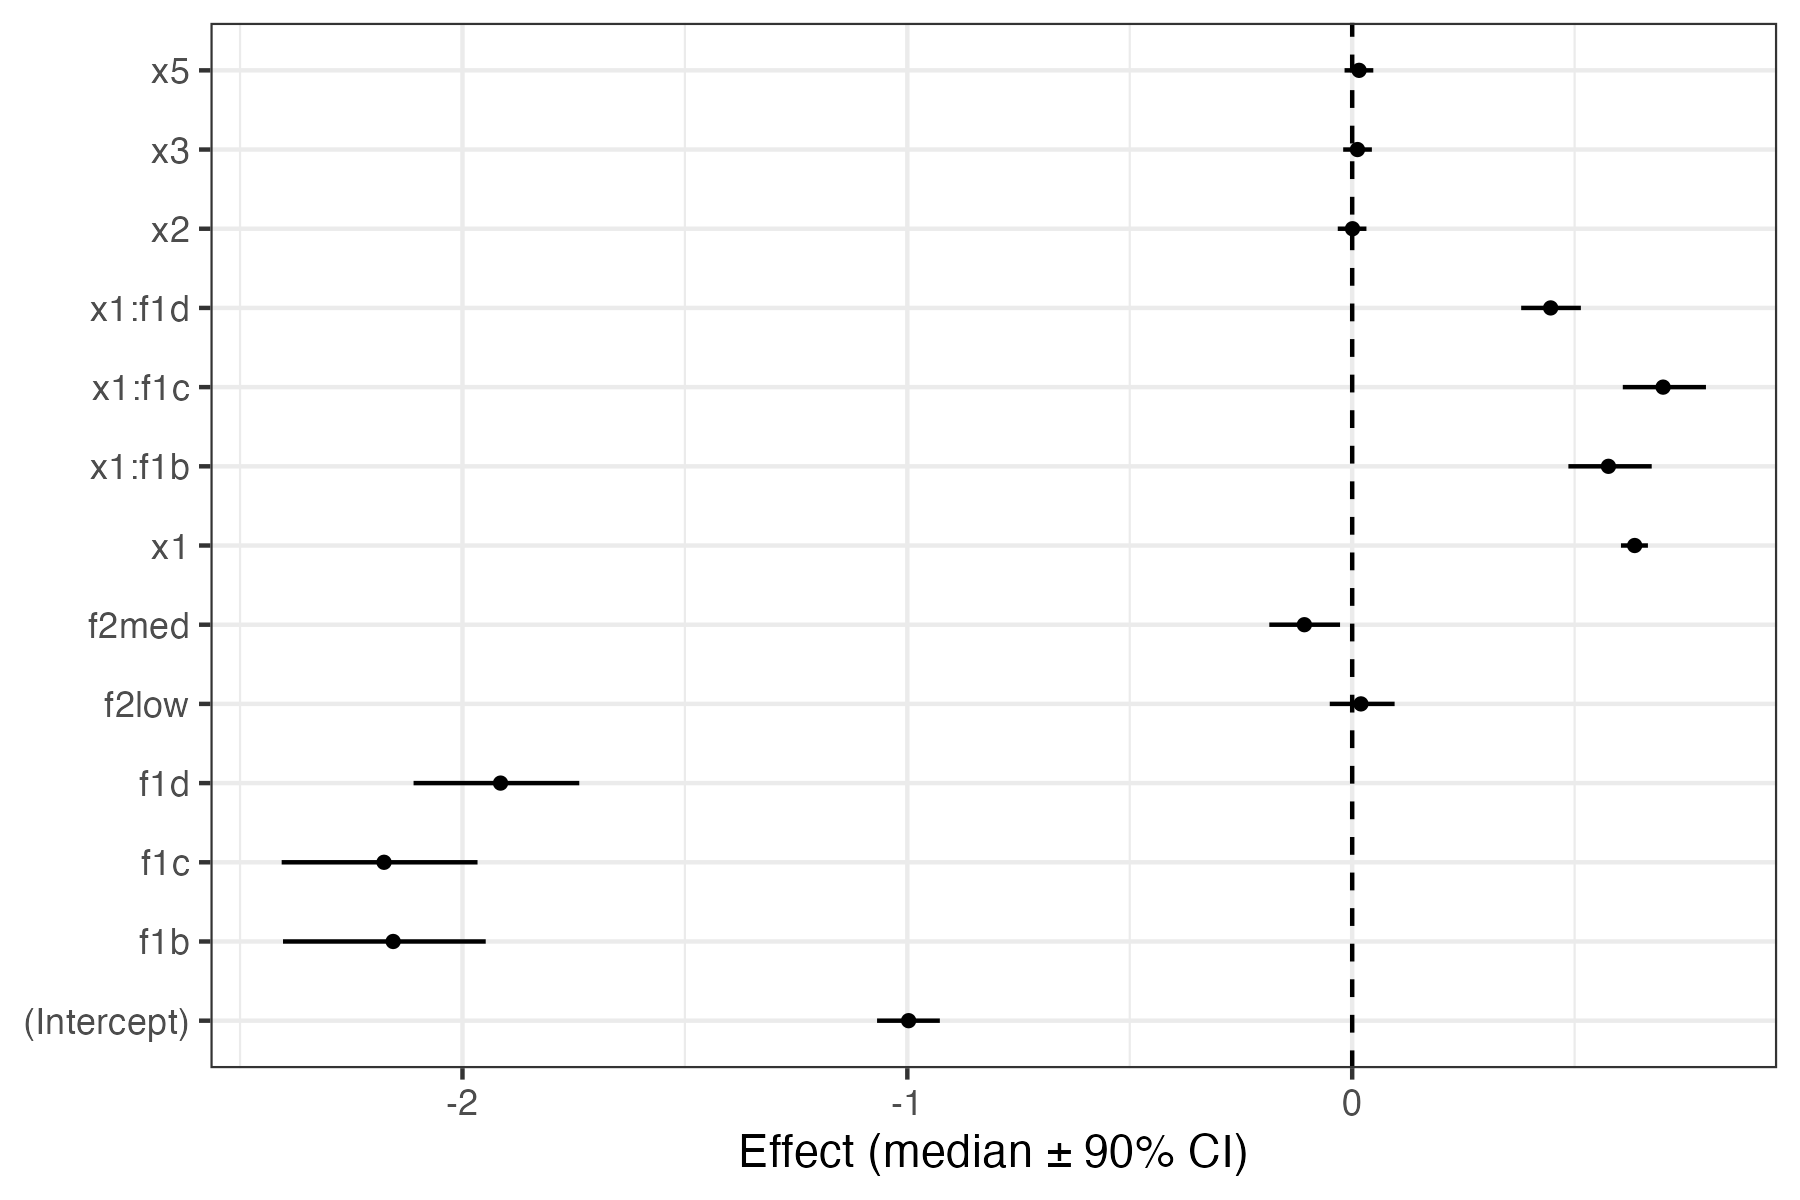 x5
x3
x2
x1:f1d
x1:f1c
x1:f1b
x1
f2med
f2low
f1d
f1c
f1b
(Intercept)
-2 -1 0
Effect (median ± 90% CI)